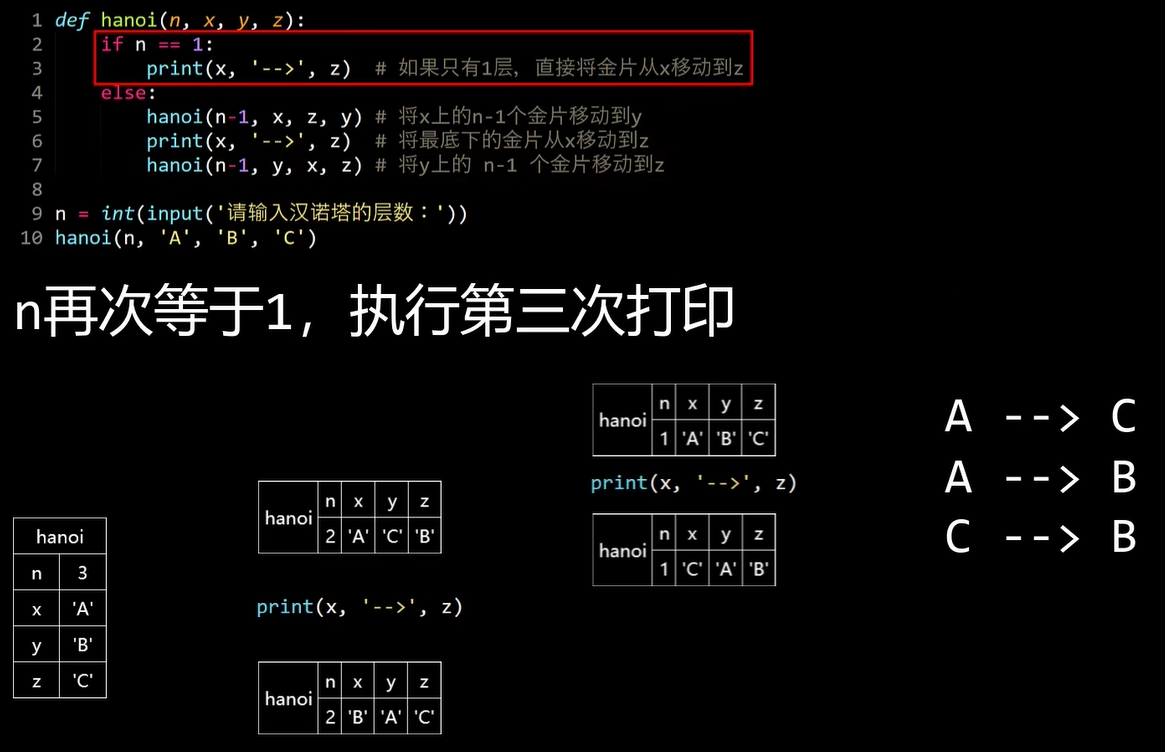 1 def hanoi(n, x, y, z):
2 if n == 1:
3 print(x, '-->', z) # 如果只有1层，直接将金片从x移动到z
4 else:
5 hanoi(n-1, x, z, y) # 将x上的n-1个金片移动到y
6 print(x, '-->', z) # 将最底下的金片从x移动到z
7 hanoi(n-1, y, x, z) # 将y上的 n-1 个金片移动到z
8
9 n = int(input('请输入汉诺塔的层数：'))
10 hanoi(n, 'A', 'B', 'C')
n再次等于1，执行第三次打印
hanoi
n 3
x 'A'
y 'B'
z 'C'
n x y z
hanoi
2 'A' 'C' 'B'
print(x, '-->', z)
n x y z
hanoi
2 'B' 'A' 'C'
n x y z
hanoi
1 'A' 'B' 'C'
print(x, '-->', z)
n x y z
hanoi
1 'C' 'A' 'B'
A --> C
A --> B
C --> B